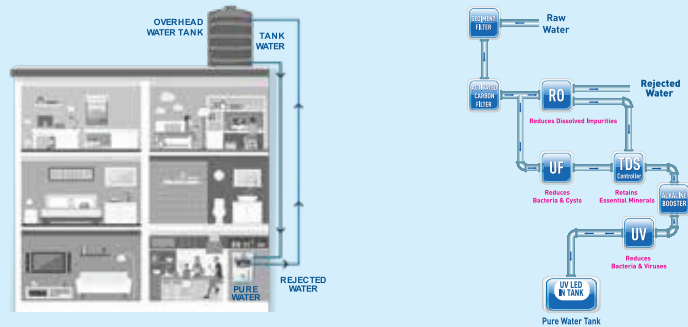 OVERHEAD
WATER TANK
TANK
WATER
PURE
WATER
REJECTED
WATER
SEDIMENT
FILTER
Raw
Water
ACTIVATED
CARBON
FILTER
RO
Rejected
Water
Reduces Dissolved Impurities
UF
TDS
Controller
Reduces
Bacteria & Cysts
Retains
Essential Minerals
ALKALINE
BOOSTER
UV
Reduces
Bacteria & Viruses
UV LED
IN TANK
Pure Water Tank